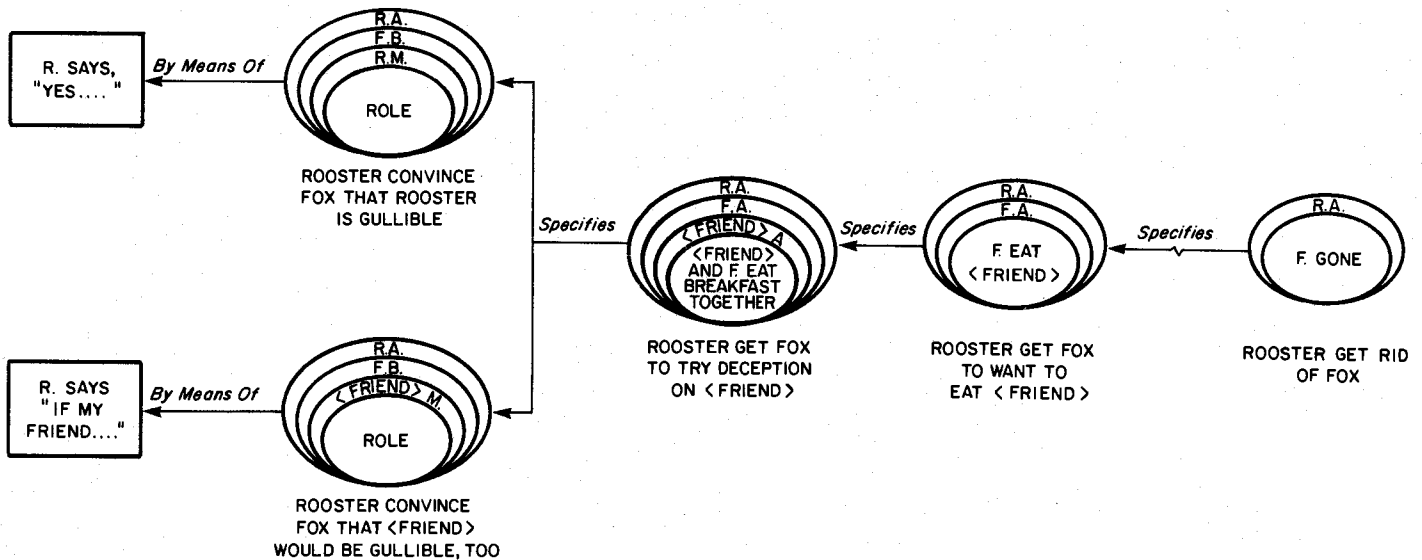 R. SAYS,
"YES...."
By Means Of
R.A.
F.B.
R.M.
ROLE
ROOSTER CONVINCE
FOX THAT ROOSTER
IS GULLIBLE
R. SAYS
"IF MY
FRIEND...."
By Means Of
R.A.
F.B.
<FRIEND> M.
ROLE
ROOSTER CONVINCE
FOX THAT <FRIEND>
WOULD BE GULLIBLE, TOO
Specifies
R.A.
F.A.
<FRIEND> A
<FRIEND>
AND F. EAT
BREAKFAST
TOGETHER
ROOSTER GET FOX
TO TRY DECEPTION
ON <FRIEND>
Specifies
R.A.
F.A.
F. EAT
<FRIEND>
ROOSTER GET FOX
TO WANT TO
EAT <FRIEND>
Specifies
R.A.
F. GONE
ROOSTER GET RID
OF FOX